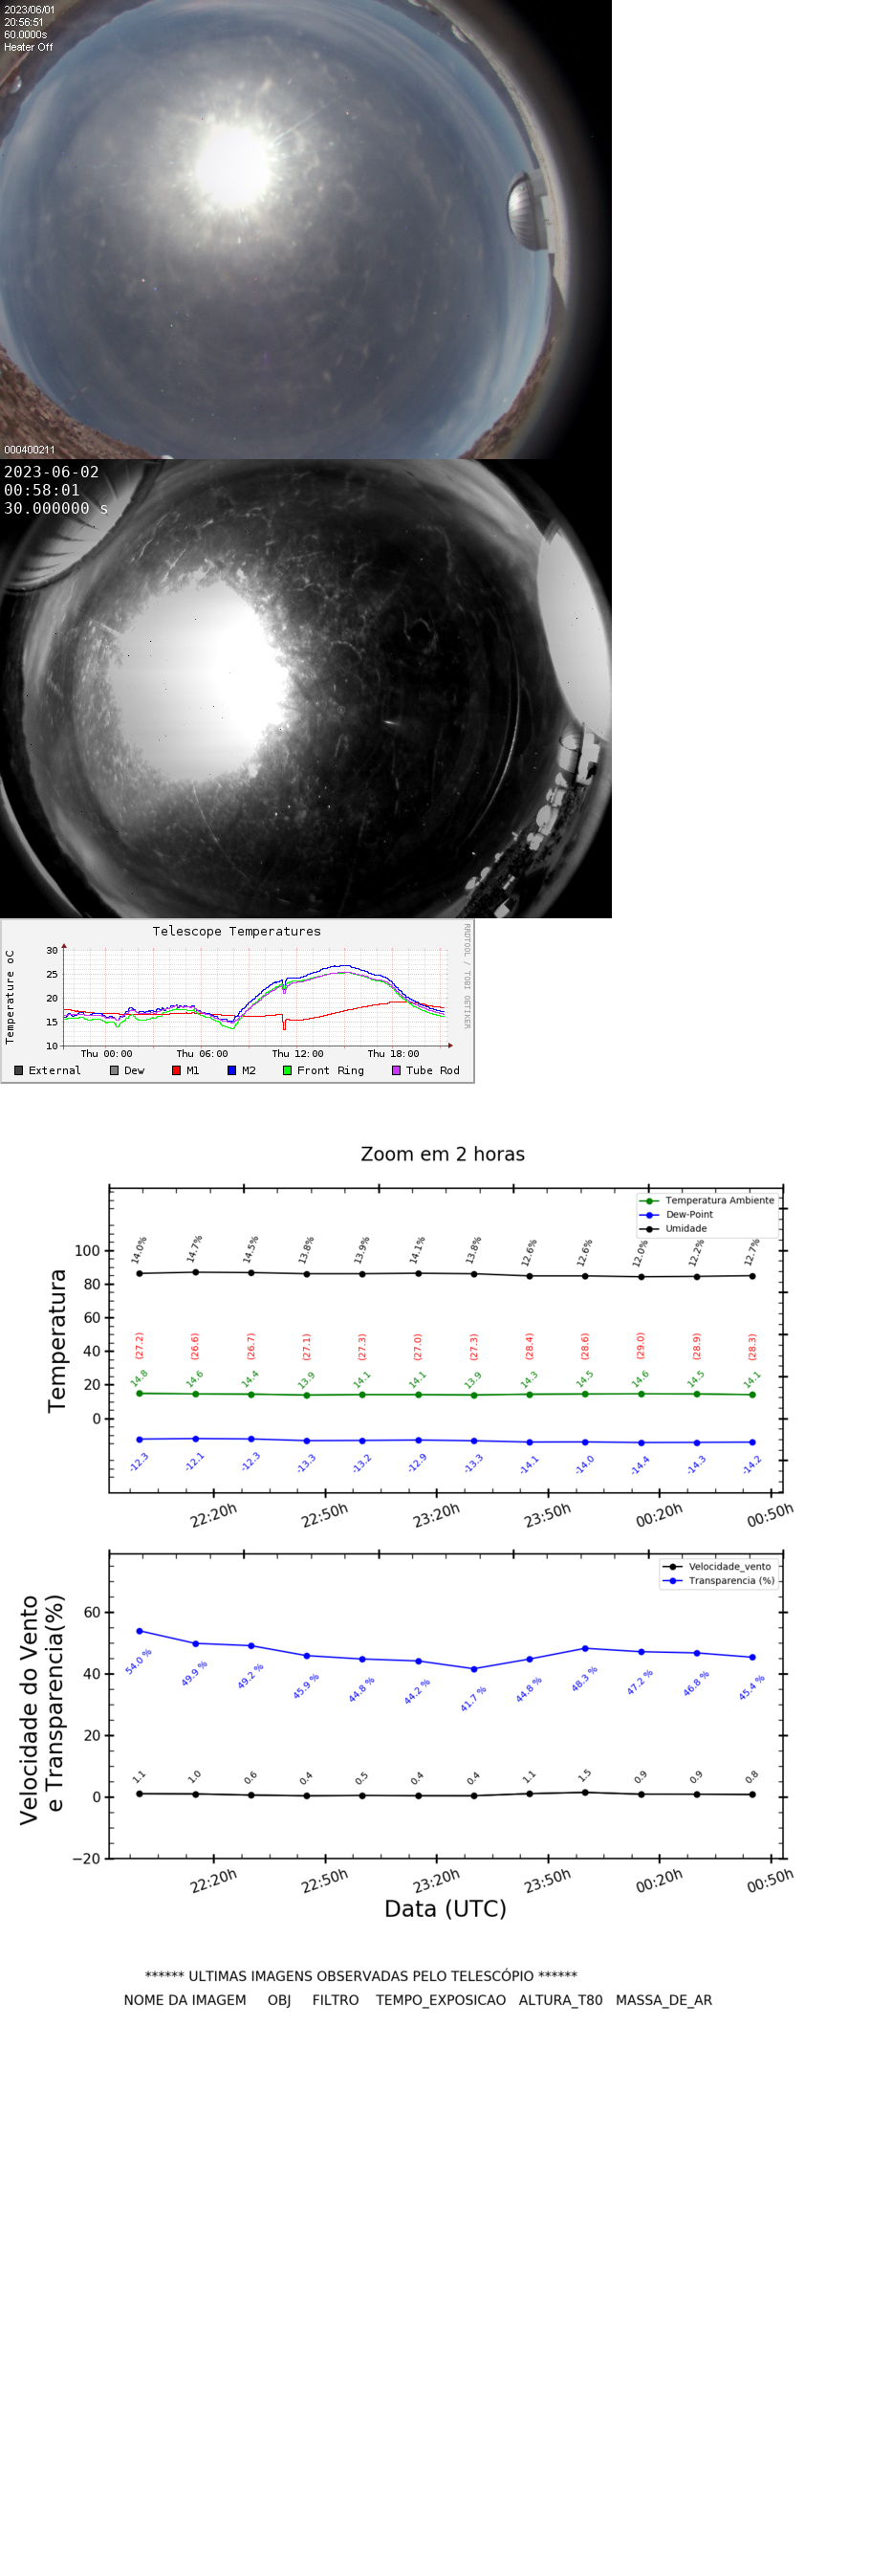 2023/06/01
20:56:51
60.0000s
Heater Off
000400211
2023-06-02
00:58:01
30.000000 s
Telescope Temperatures
RRDTOOL / TOBI OETIKER
Temperature oC
30
25
20
15
10
Thu 00:00 Thu 06:00 Thu 12:00 Thu 18:00
External Dew M1 M2 Front Ring Tube Rod
Zoom em 2 horas
Temperatura Ambiente
Dew-Point
Umidade
Temperatura
100
80
60
40
20
0
14.0% 14.7% 14.5% 13.8% 13.9% 14.1% 13.8% 12.6% 12.6% 12.0% 12.2% 12.7%
(27.2) (26.6) (26.7) (27.1) (27.3) (27.0) (27.3) (28.4) (28.6) (29.0) (28.9) (28.3)
14.8 14.6 14.4 13.9 14.1 14.1 13.9 14.3 14.5 14.6 14.5 14.1
-12.3 -12.1 -12.3 -13.3 -13.2 -12.9 -13.3 -14.1 -14.0 -14.4 -14.3 -14.2
22:20h 22:50h 23:20h 23:50h 00:20h 00:50h
Velocidade_vento
Transparencia (%)
Velocidade do Vento
e Transparencia(%)
60
40
20
0
−20
54.0 % 49.9 % 49.2 % 45.9 % 44.8 % 44.2 % 41.7 % 44.8 % 48.3 % 47.2 % 46.8 % 45.4 %
1.1 1.0 0.6 0.4 0.5 0.4 0.4 1.1 1.5 0.9 0.9 0.8
22:20h 22:50h 23:20h 23:50h 00:20h 00:50h
Data (UTC)
****** ULTIMAS IMAGENS OBSERVADAS PELO TELESCÓPIO ******
NOME DA IMAGEM OBJ FILTRO TEMPO_EXPOSICAO ALTURA_T80 MASSA_DE_AR